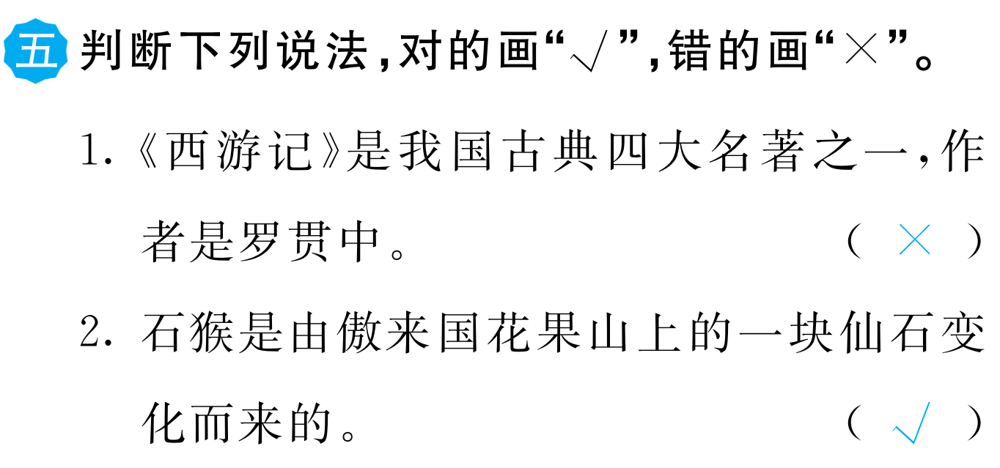 五 判断下列说法,对的画“√”,错的画“×”。
1.《西游记》是我国古典四大名著之一,作
者是罗贯中。 ( × )
2. 石猴是由傲来国花果山上的一块仙石变
化而来的。 ( √ )